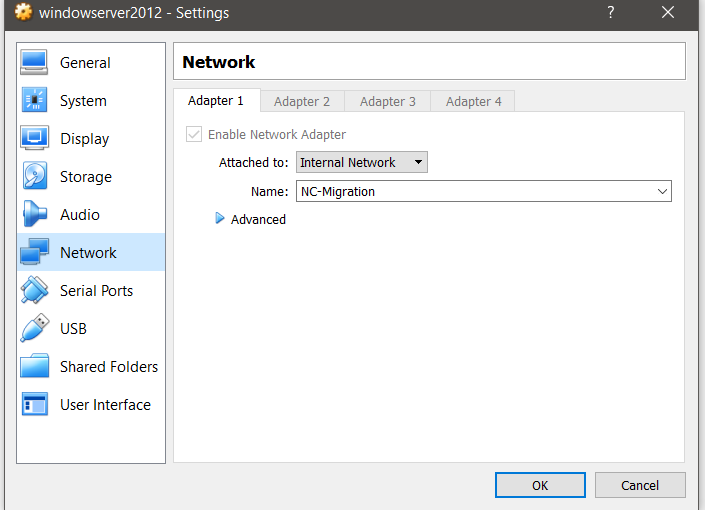 windowserver2012 - Settings
?
General
System
Display
Storage
Audio
Network
Serial Ports
USB
Shared Folders
User Interface
Network
Adapter 1
Adapter 2
Adapter 3
Adapter 4
Enable Network Adapter
Attached to: Internal Network
Name: NC-Migration
Advanced
OK
Cancel